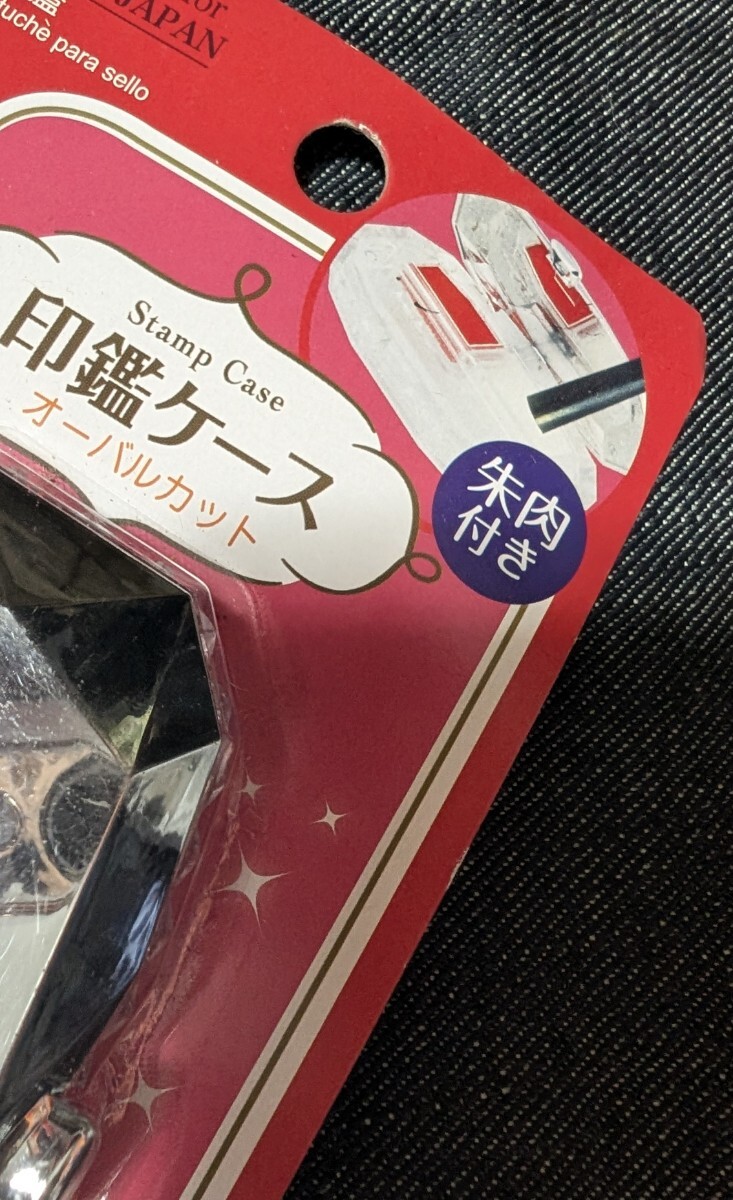 for
JAPAN
para sello
Stamp Case
印鑑ケース
オーバルカット
朱肉
付き